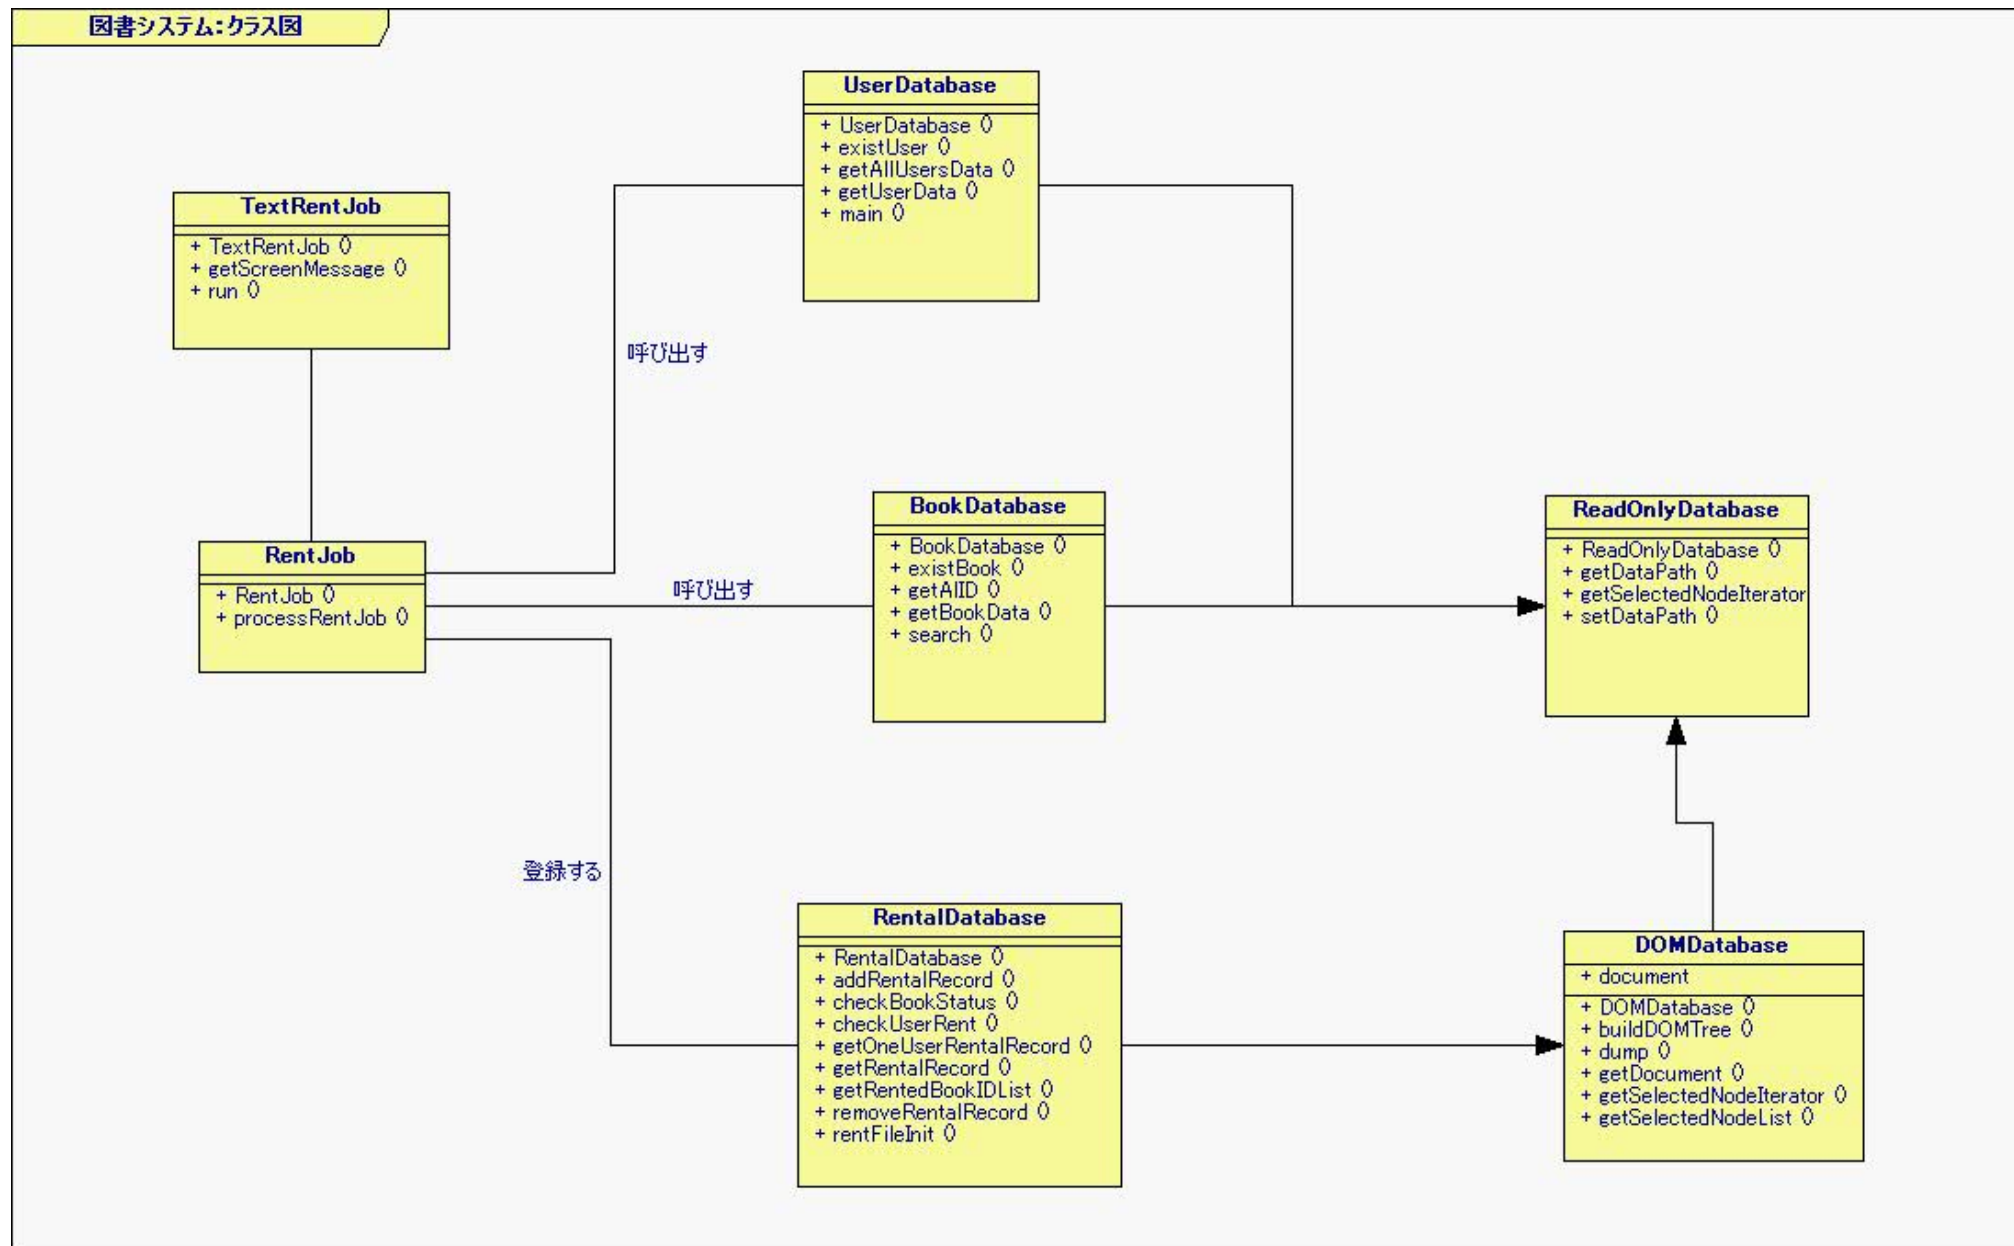 図書システム:クラス図
UserDatabase
+ UserDatabase ()
+ existUser ()
+ getAllUsersData ()
+ getUserData ()
+ main ()
TextRentJob
+ TextRentJob ()
+ getScreenMessage ()
+ run ()
呼び出す
RentJob
+ RentJob ()
+ processRentJob ()
呼び出す
BookDatabase
+ BookDatabase ()
+ existBook ()
+ getAllID ()
+ getBookData ()
+ search ()
ReadOnlyDatabase
+ ReadOnlyDatabase ()
+ getDataPath ()
+ getSelectedNodeIterator
+ setDataPath ()
登録する
RentalDatabase
+ RentalDatabase ()
+ addRentalRecord ()
+ checkBookStatus ()
+ checkUserRent ()
+ getOneUserRentalRecord ()
+ getRentalRecord ()
+ getRentedBookIDList ()
+ removeRentalRecord ()
+ rentFileInit ()
DOMDatabase
+ document
+ DOMDatabase ()
+ buildDOMTree ()
+ dump ()
+ getDocument ()
+ getSelectedNodeIterator ()
+ getSelectedNodeList ()